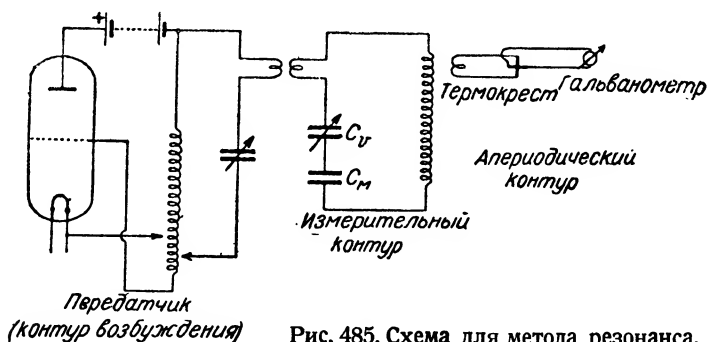 +
Термокрест
Гальванометр
C_v
C_м
Апериодический
контур
Измерительный
контур
Передатчик
(контур возбуждения)
Рис. 485. Схема для метода резонанса.